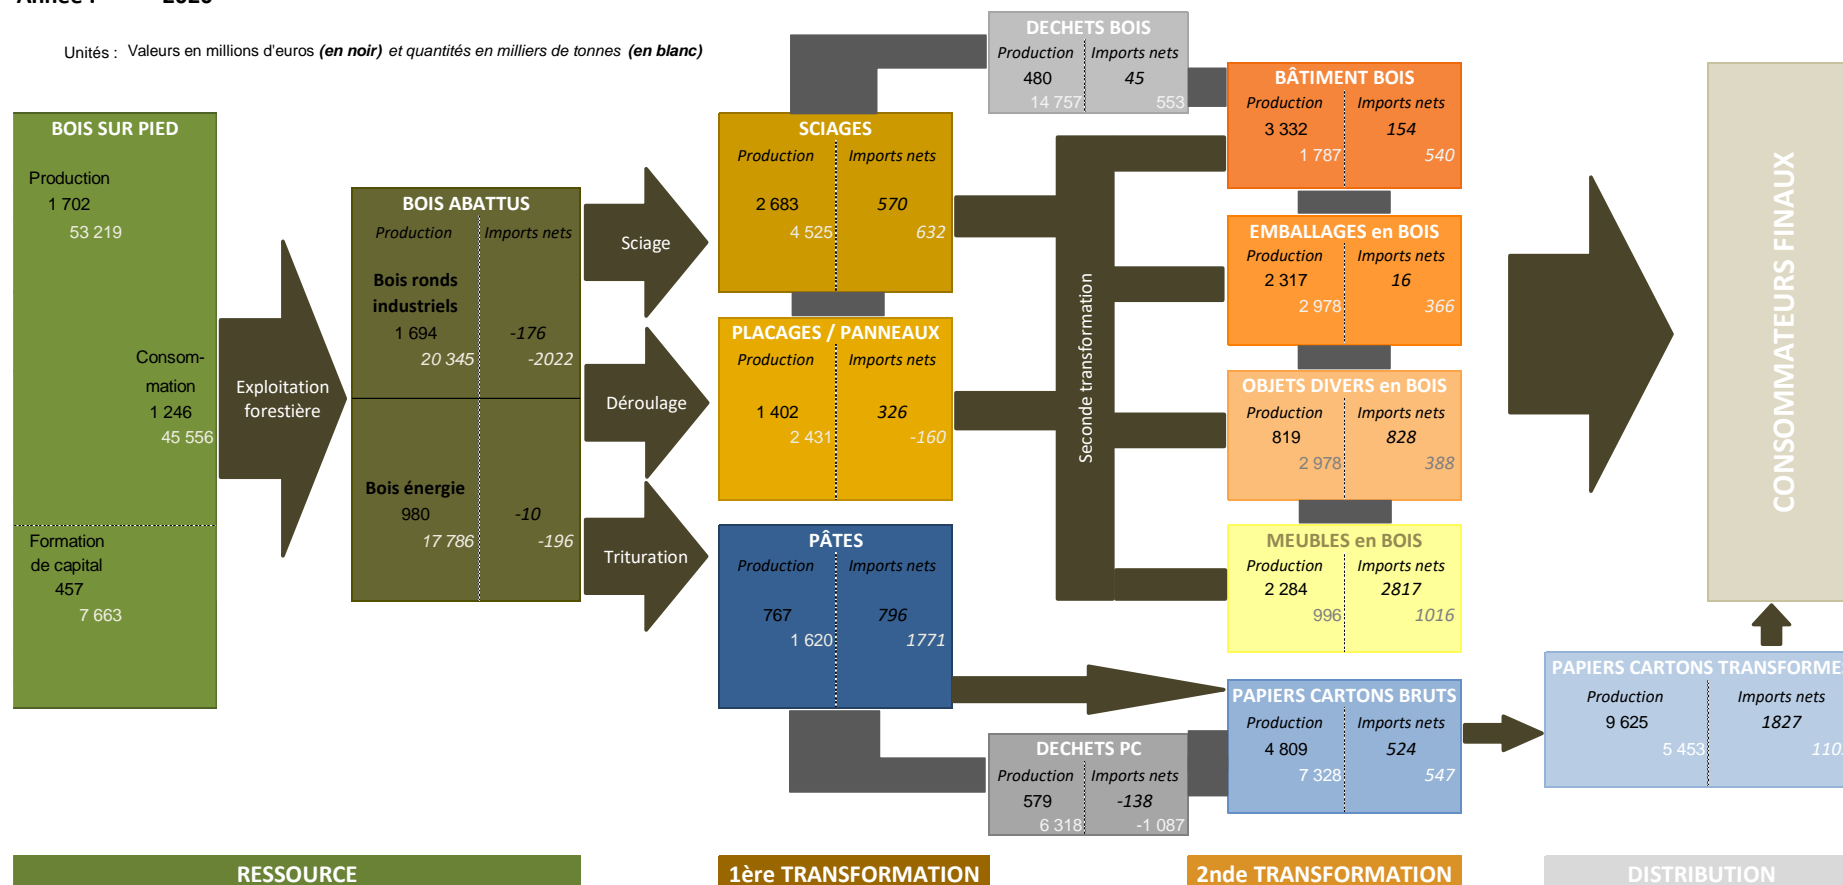 Unités : Valeurs en millions d'euros (en noir) et quantités en milliers de tonnes (en blanc)
BOIS SUR PIED
Production
1 702
53 219
Consom-
mation
1 246
45 556
Formation
de capital
457
7 663
Exploitation
forestière
BOIS ABATTUS
Production Imports nets
Bois ronds
industriels
1 694 -176
20 345 -2022
Bois énergie
980 -10
17 786 -196
Sciage
Déroulage
Trituration
SCIAGES
Production Imports nets
2 683 570
4 525 632
PLACAGES / PANNEAUX
Production Imports nets
1 402 326
2 431 -160
PÂTES
Production Imports nets
767 796
1 620 1771
DECHETS BOIS
Production Imports nets
480 45
14 757 553
Seconde transformation
DECHETS PC
Production Imports nets
579 -138
6 318 -1 087
BÂTIMENT BOIS
Production Imports nets
3 332 154
1 787 540
EMBALLAGES en BOIS
Production Imports nets
2 317 16
2 978 366
OBJETS DIVERS en BOIS
Production Imports nets
819 828
2 978 388
MEUBLES en BOIS
Production Imports nets
2 284 2817
996 1016
PAPIERS CARTONS BRUTS
Production Imports nets
4 809 524
7 328 547
CONSOMMATEURS FINAUX
PAPIERS CARTONS TRANSFORME
Production Imports nets
9 625 1827
5 453 110
RESSOURCE
1ère TRANSFORMATION
2nde TRANSFORMATION
DISTRIBUTION